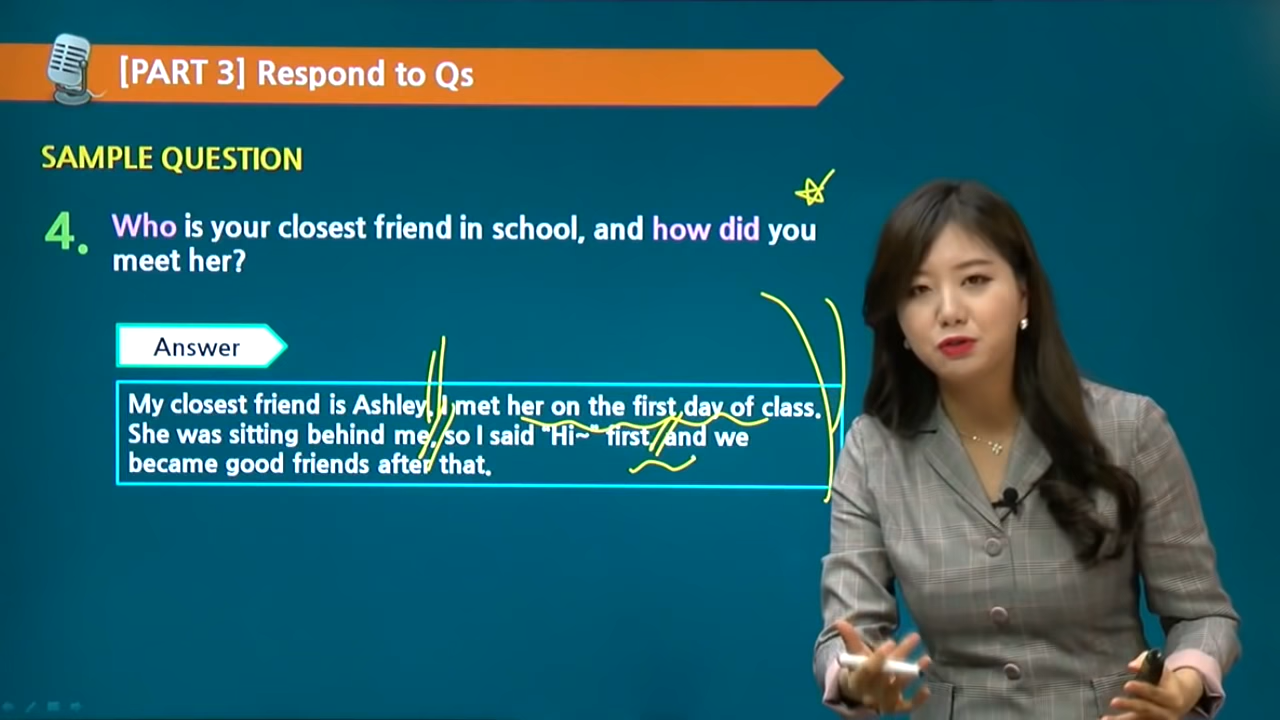 [PART 3] Respond to Qs
SAMPLE QUESTION
4. Who is your closest friend in school, and how did you
meet her?
Answer
My closest friend is Ashley. I met her on the first day of class.
She was sitting behind me, so I said "Hi~" first, and we
became good friends after that.